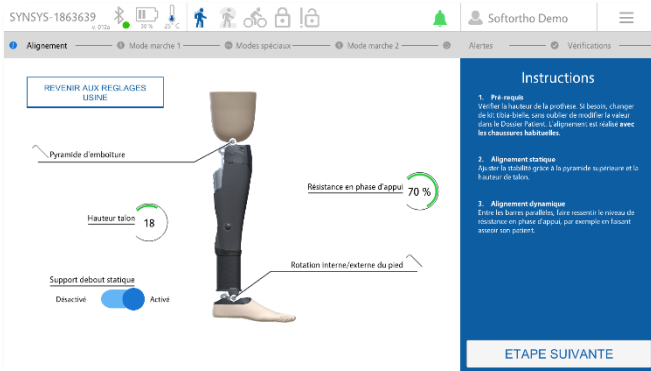 SYNSYS-1863639
v. 012a
30 %
25° C
Softortho Demo
Alignement
Mode marche 1
Modes spéciaux
Mode marche 2
Alertes
Vérifications
REVENIR AUX REGLAGES
USINE
Pyramide d'emboiture
Résistance en phase d'appui
70 %
Hauteur talon
18
Rotation interne/externe du pied
Support debout statique
Désactivé
Activé
Instructions
1. Pré-requis
Vérifier la hauteur de la prothèse. Si besoin, changer
de kit tibia-bielle, sans oublier de modifier la valeur
dans le Dossier Patient. L'alignement est réalisé avec
les chaussures habituelles.
2. Alignement statique
Ajuster la stabilité grâce à la pyramide supérieure et la
hauteur de talon.
3. Alignement dynamique
Entre les barres parallèles, faire ressentir le niveau de
résistance en phase d'appui, par exemple en faisant
asseoir son patient.
ETAPE SUIVANTE